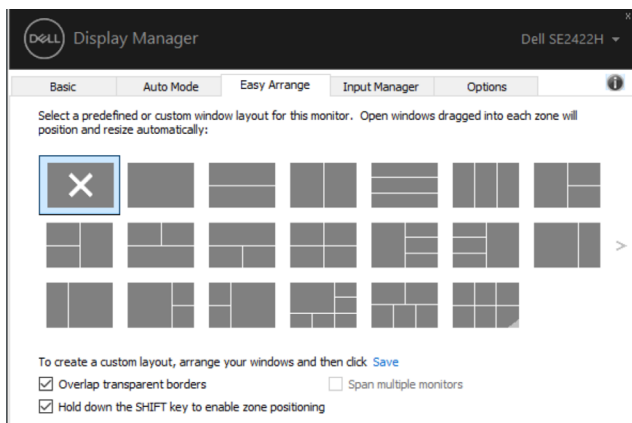 DELL Display Manager
Dell SE2422H
x
Basic Auto Mode Easy Arrange Input Manager Options
Select a predefined or custom window layout for this monitor. Open windows dragged into each zone will
position and resize automatically:
To create a custom layout, arrange your windows and then click Save
Overlap transparent borders
Span multiple monitors
Hold down the SHIFT key to enable zone positioning